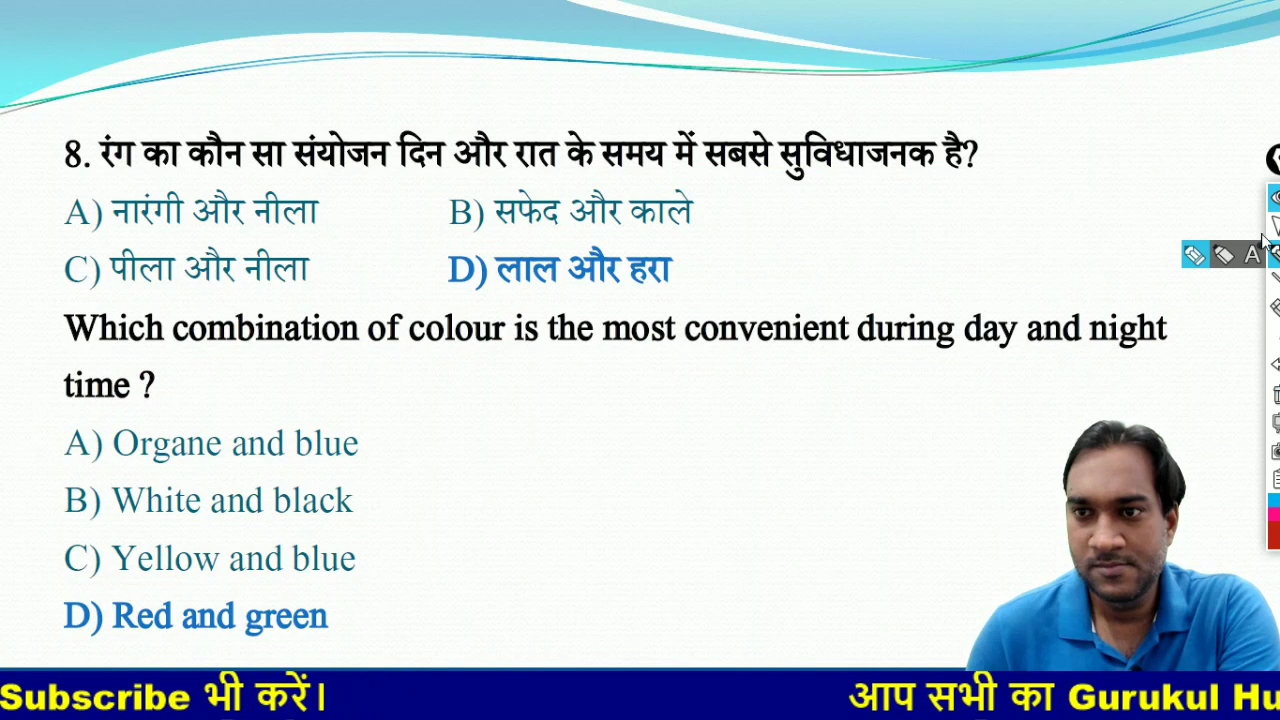 8. रंग का कौन सा संयोजन दिन और रात के समय में सबसे सुविधाजनक है?
A) नारंगी और नीला B) सफेद और काले
C) पीला और नीला D) लाल और हरा
Which combination of colour is the most convenient during day and night
time ?
A) Organe and blue
B) White and black
C) Yellow and blue
D) Red and green
A
Subscribe भी करें। आप सभी का Gurukul Hu